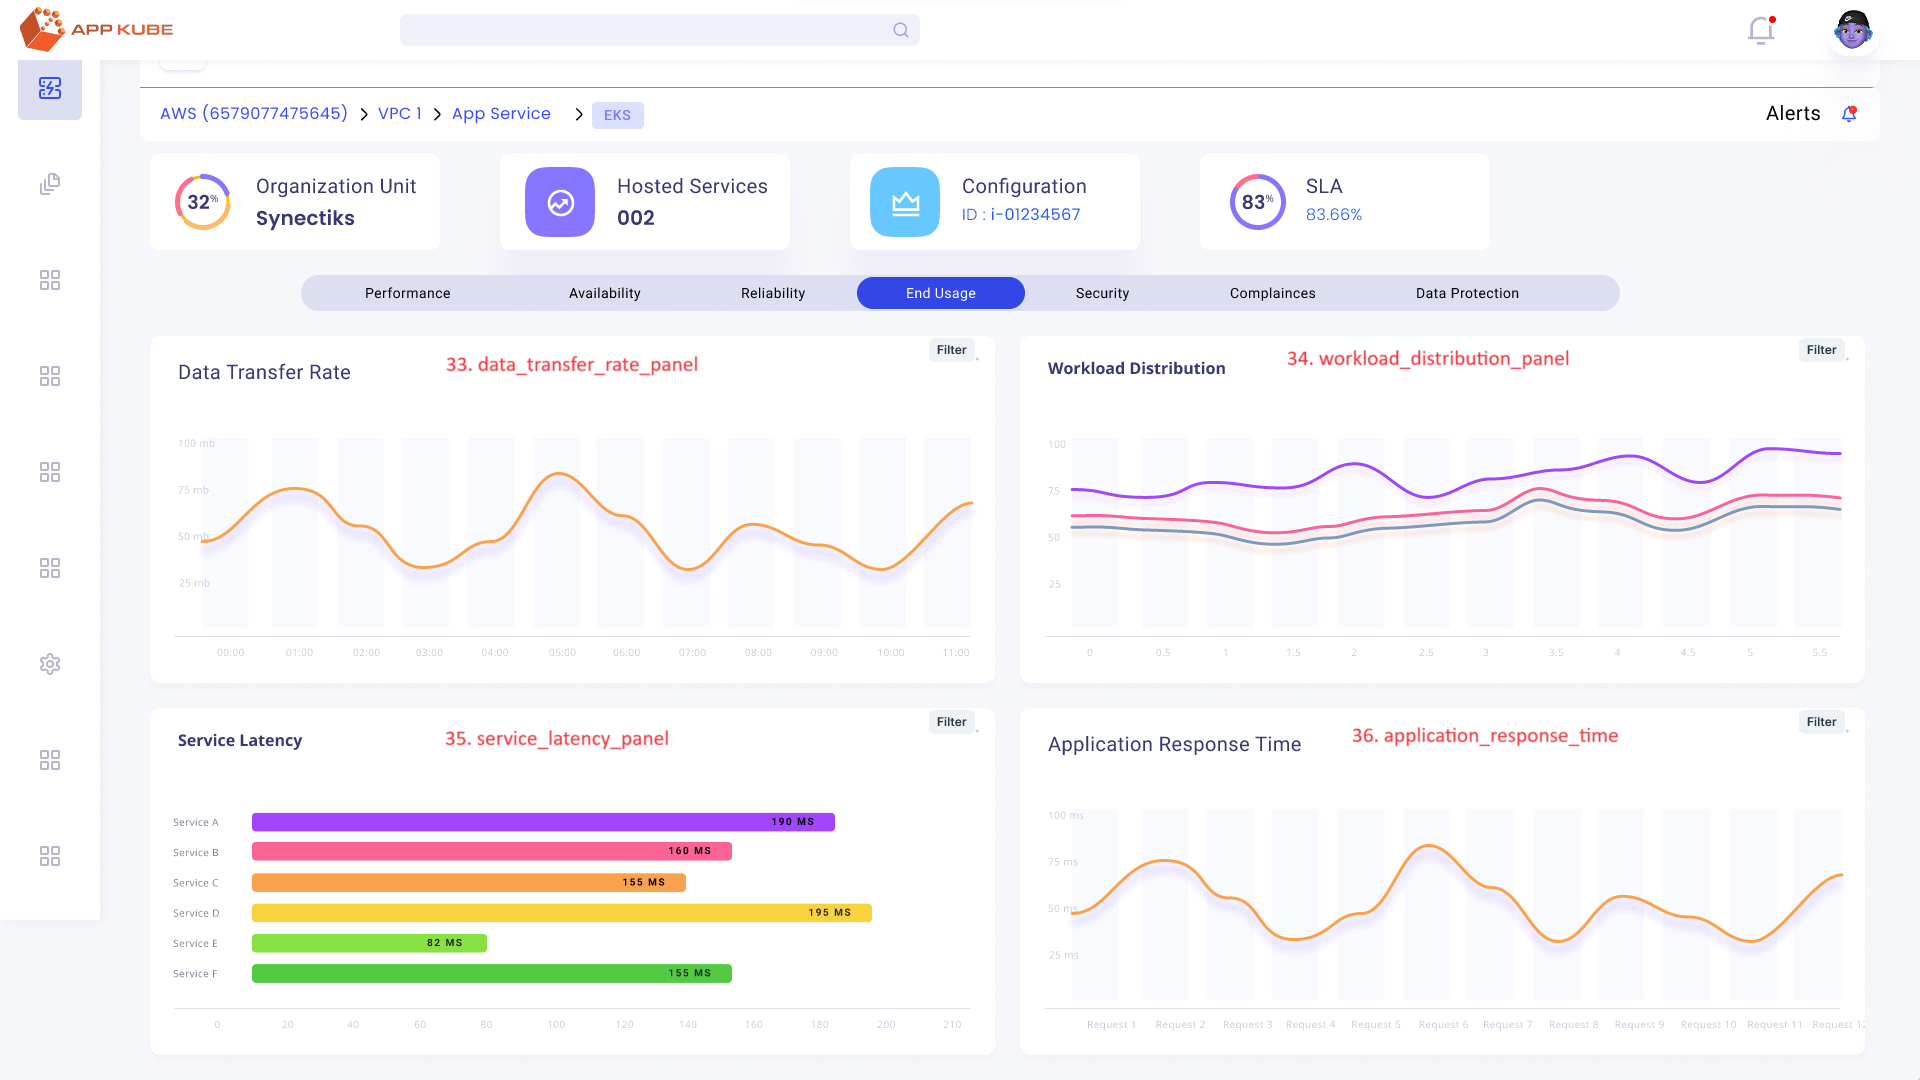 APP KUBE
AWS (6579077475645) > VPC 1 > App Service > EKS
Alerts
32%
Organization Unit
Synectiks
Hosted Services
002
Configuration
ID : i-01234567
83%
SLA
83.66%
Performance Availability Reliability End Usage Security Complainces Data Protection
Data Transfer Rate
33. data_transfer_rate_panel
Filter
100 mb
75 mb
50 mb
25 mb
00:00 01:00 02:00 03:00 04:00 05:00 06:00 07:00 08:00 09:00 10:00 11:00
Workload Distribution
34. workload_distribution_panel
Filter
100
75
50
25
0 0.5 1 1.5 2 2.5 3 3.5 4 4.5 5 5.5
Service Latency
35. service_latency_panel
Filter
Service A 190 MS
Service B 160 MS
Service C 155 MS
Service D 195 MS
Service E 82 MS
Service F 155 MS
0 20 40 60 80 100 120 140 160 180 200 210
Application Response Time
36. application_response_time
Filter
100 ms
75 ms
50 ms
25 ms
Request 1 Request 2 Request 3 Request 4 Request 5 Request 6 Request 7 Request 8 Request 9 Request 10 Request 11 Request 12